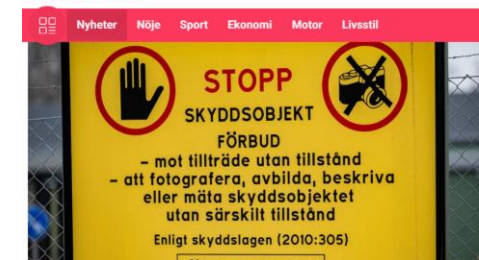 Nyheter Nöje Sport Ekonomi Motor Livsstil
STOPP
SKYDDSOBJEKT
FÖRBUD
– mot tillträde utan tillstånd
– att fotografera, avbilda, beskriva
eller mäta skyddsobjektet
utan särskilt tillstånd
Enligt skyddslagen (2010:305)